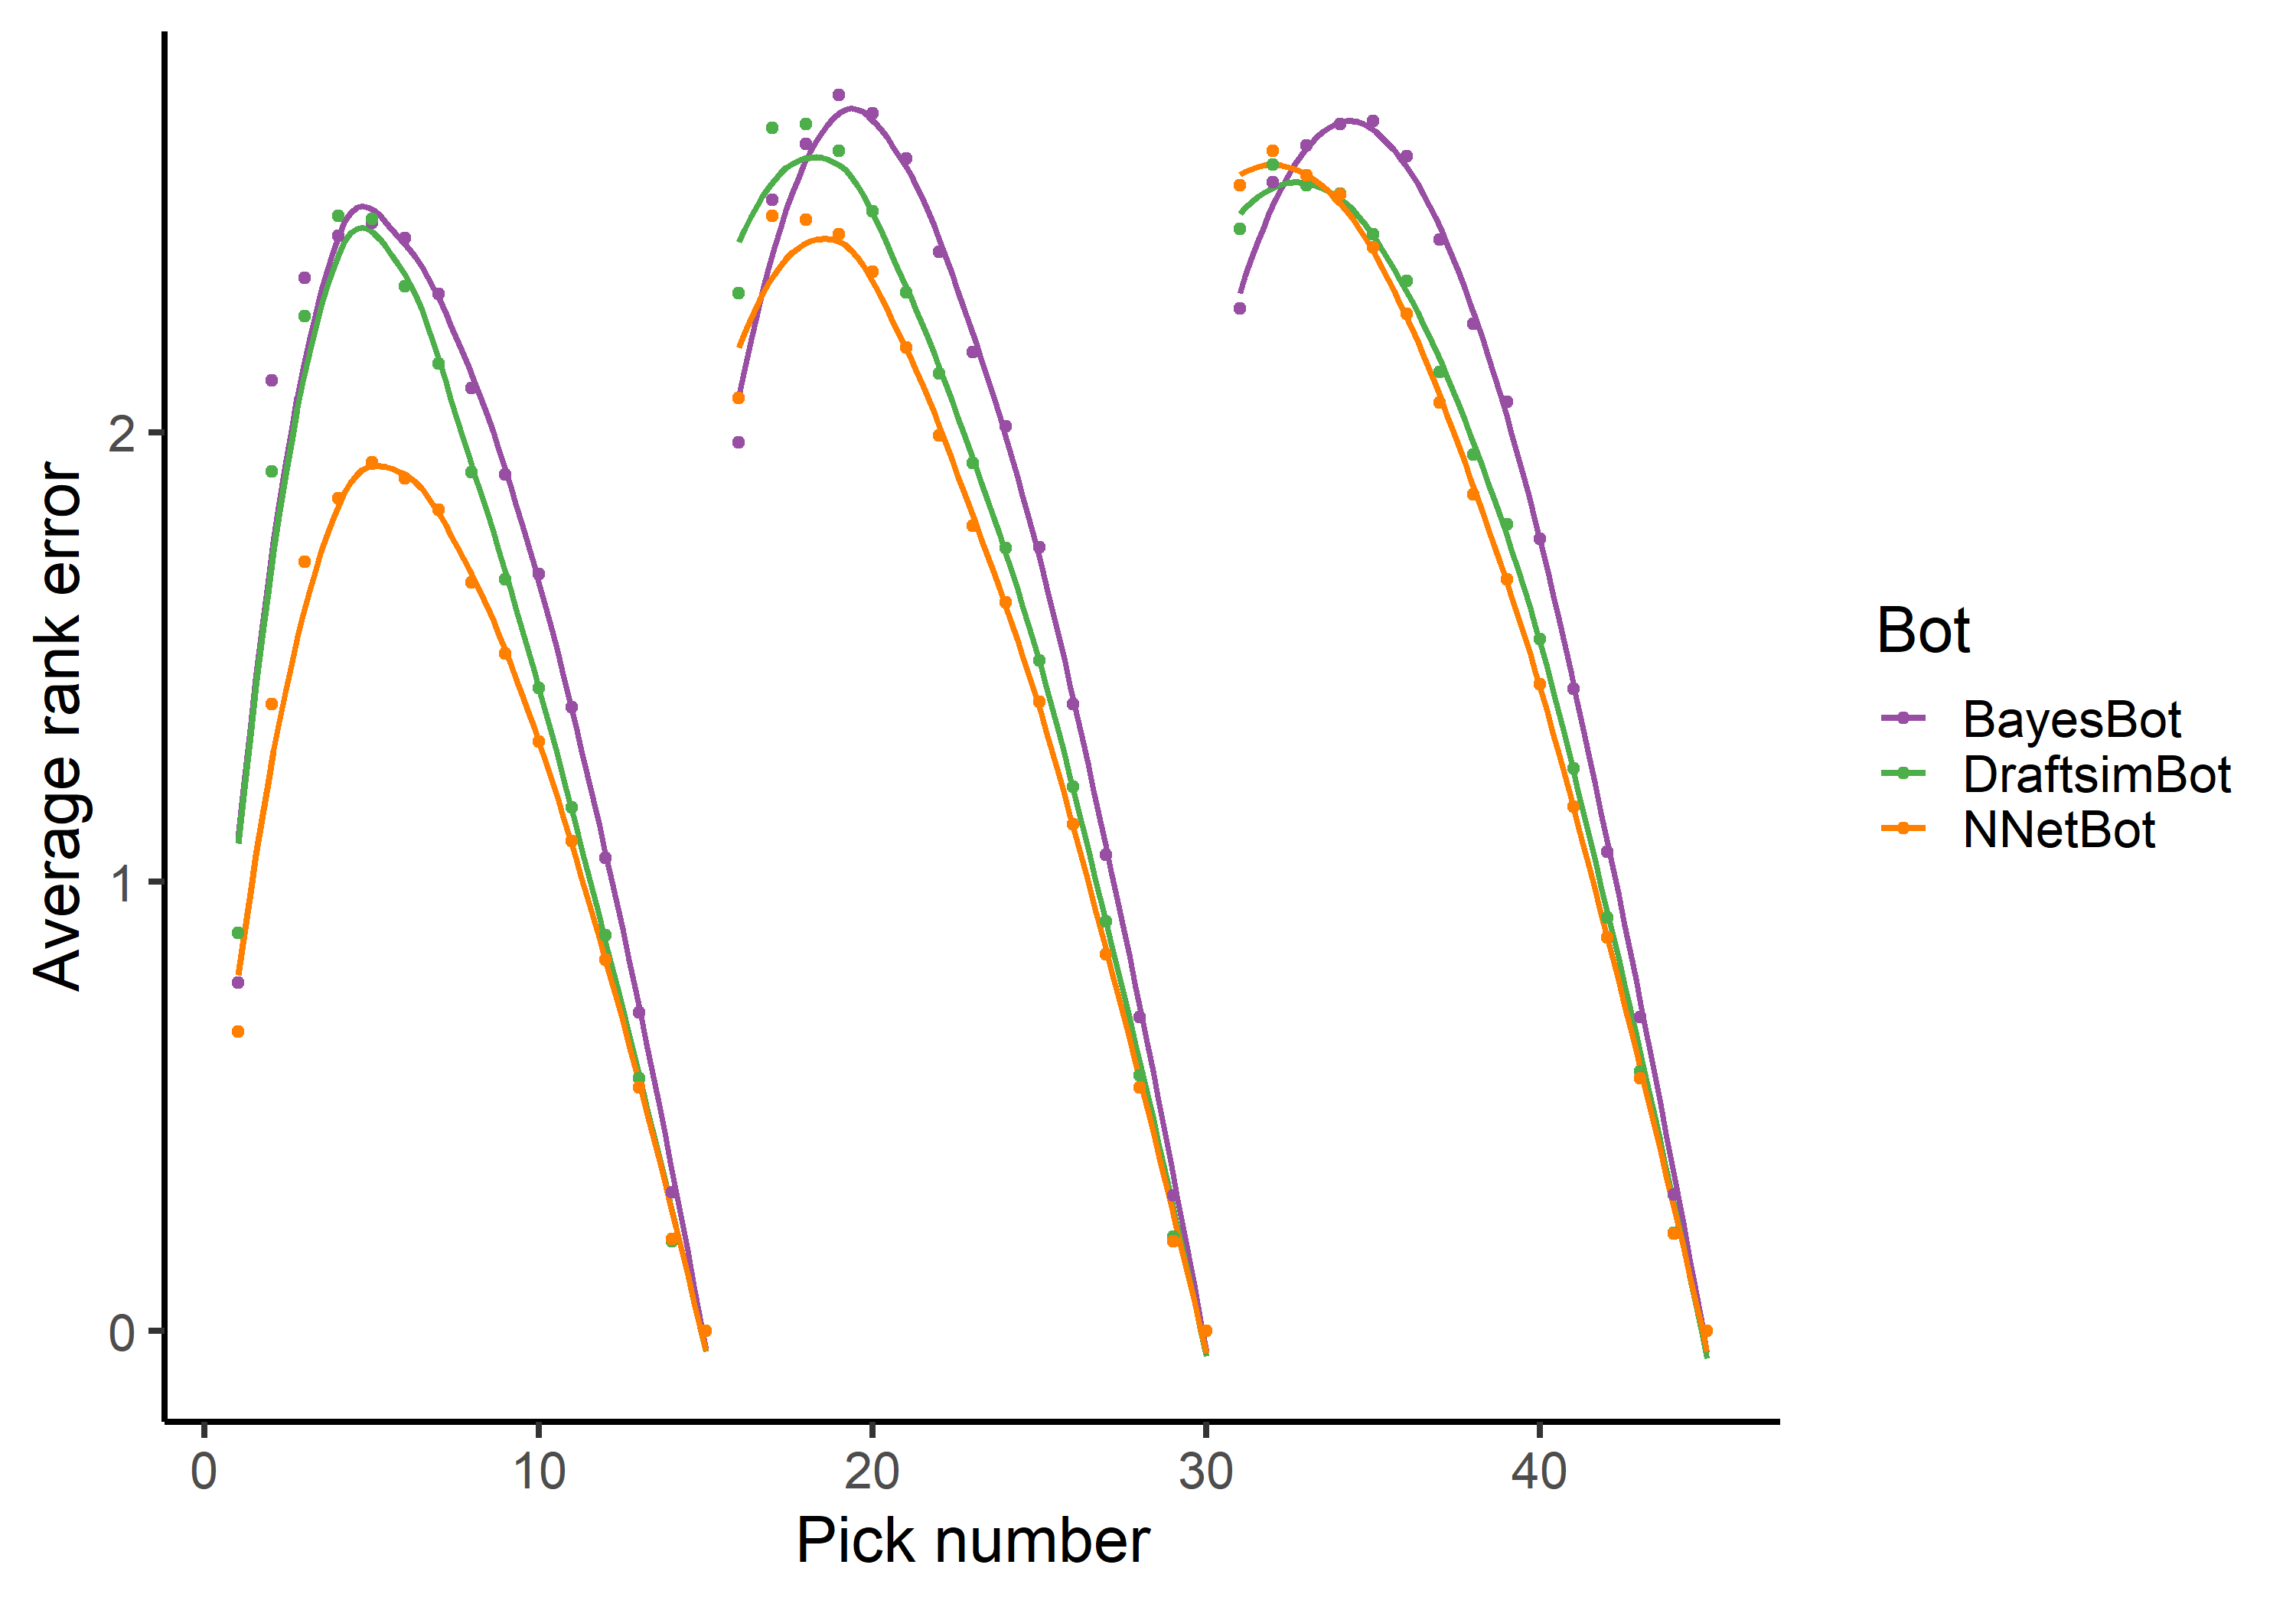 Average rank error
2
1
0
0 10 20 30 40
Pick number
Bot
BayesBot
DraftsimBot
NNetBot